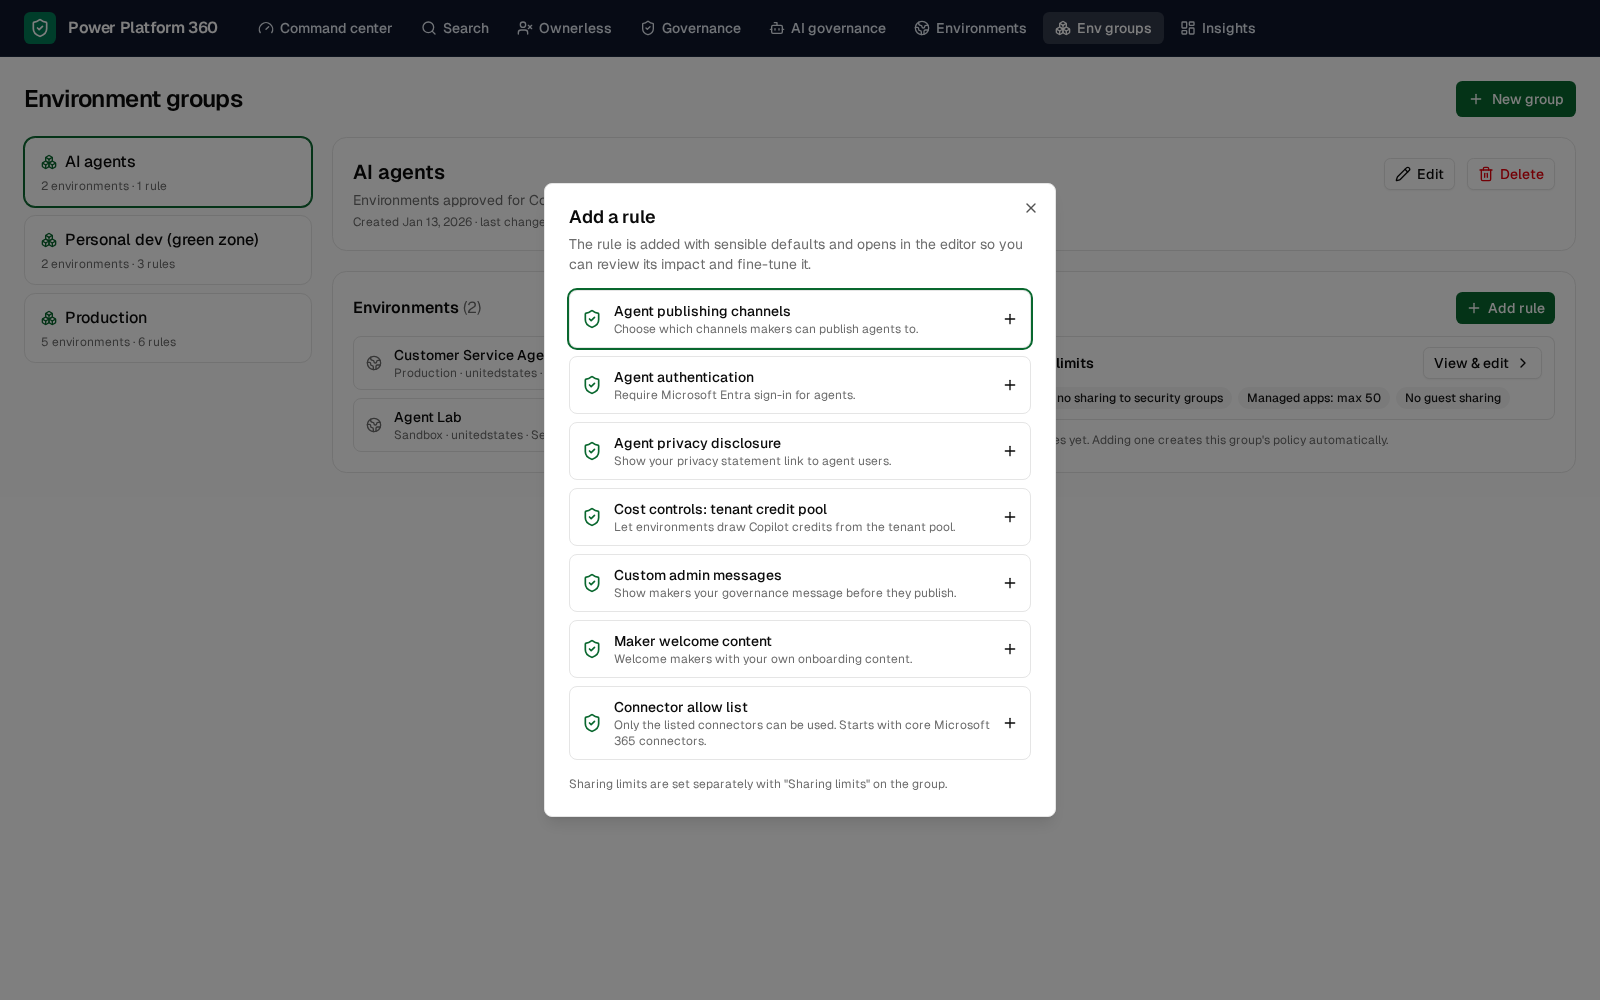 Power Platform 360
Command center
Search
Ownerless
Governance
AI governance
Environments
Env groups
Insights
Environment groups
New group
AI agents
2 environments · 1 rule
Personal dev (green zone)
2 environments · 3 rules
Production
5 environments · 6 rules
AI agents
Environments approved for
Created Jan 13, 2026 · last
Edit
Delete
Environments (2)
Customer Service
Production · unitedstates ·
Agent Lab
Sandbox · unitedstates ·
Add rule
limits
View & edit
no sharing to security groups
Managed apps: max 50
No guest sharing
yet. Adding one creates this group's policy automatically.
Add a rule
The rule is added with sensible defaults and opens in the editor so you
can review its impact and fine-tune it.
Agent publishing channels
Choose which channels makers can publish agents to.
Agent authentication
Require Microsoft Entra sign-in for agents.
Agent privacy disclosure
Show your privacy statement link to agent users.
Cost controls: tenant credit pool
Let environments draw Copilot credits from the tenant pool.
Custom admin messages
Show makers your governance message before they publish.
Maker welcome content
Welcome makers with your own onboarding content.
Connector allow list
Only the listed connectors can be used. Starts with core Microsoft
365 connectors.
Sharing limits are set separately with "Sharing limits" on the group.